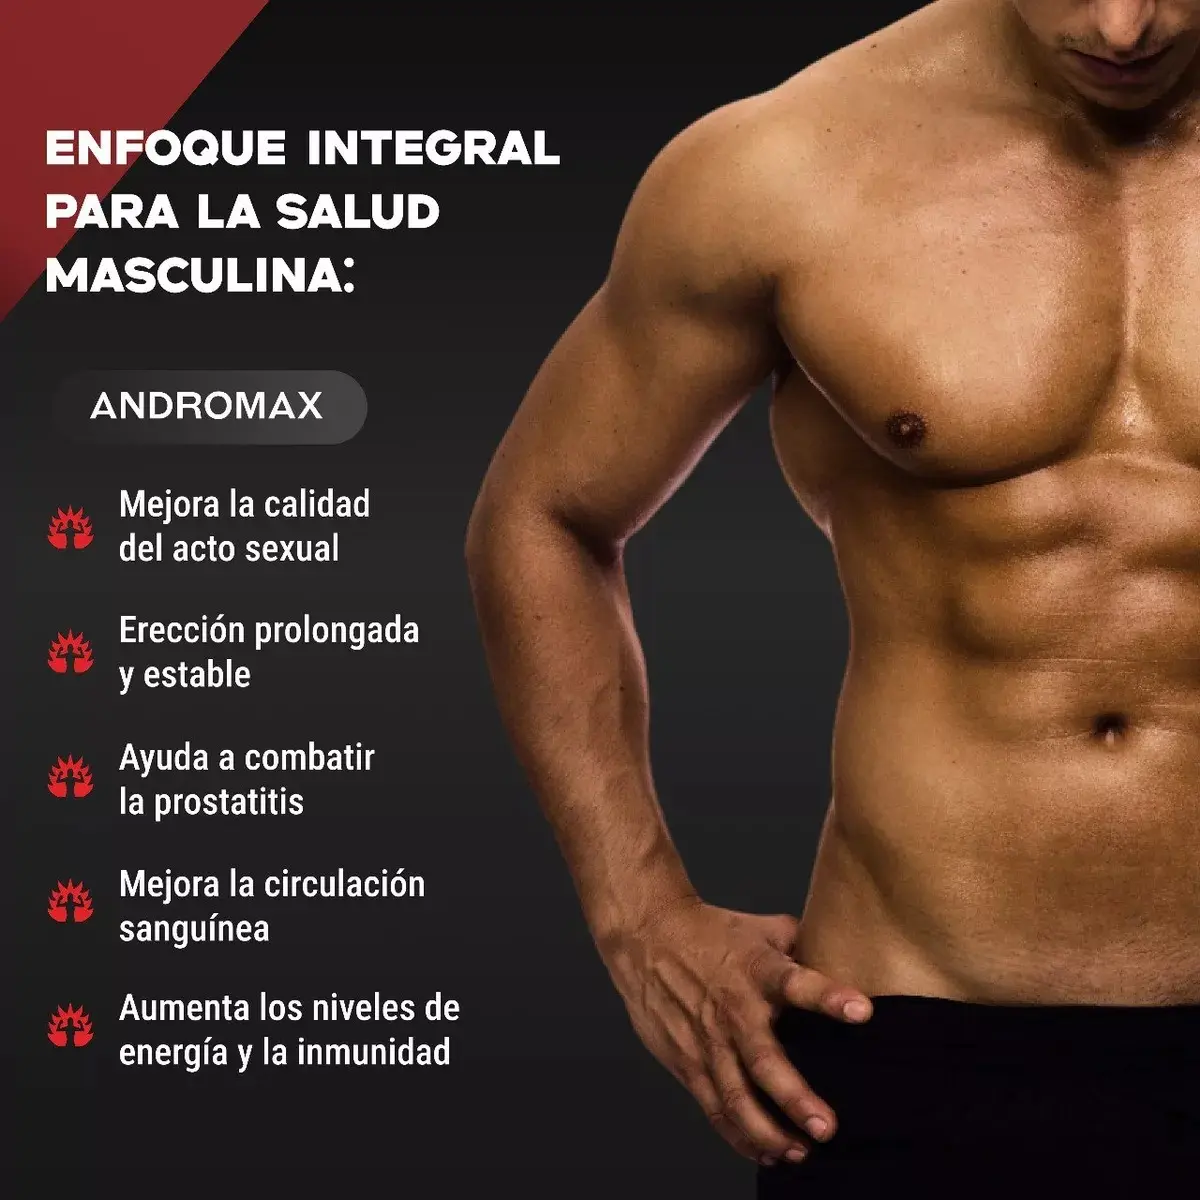 ENFOQUE INTEGRAL
PARA LA SALUD
MASCULINA:
ANDROMAX
Mejora la calidad
del acto sexual
Erección prolongada
y estable
Ayuda a combatir
la prostatitis
Mejora la circulación
sanguínea
Aumenta los niveles de
energía y la inmunidad